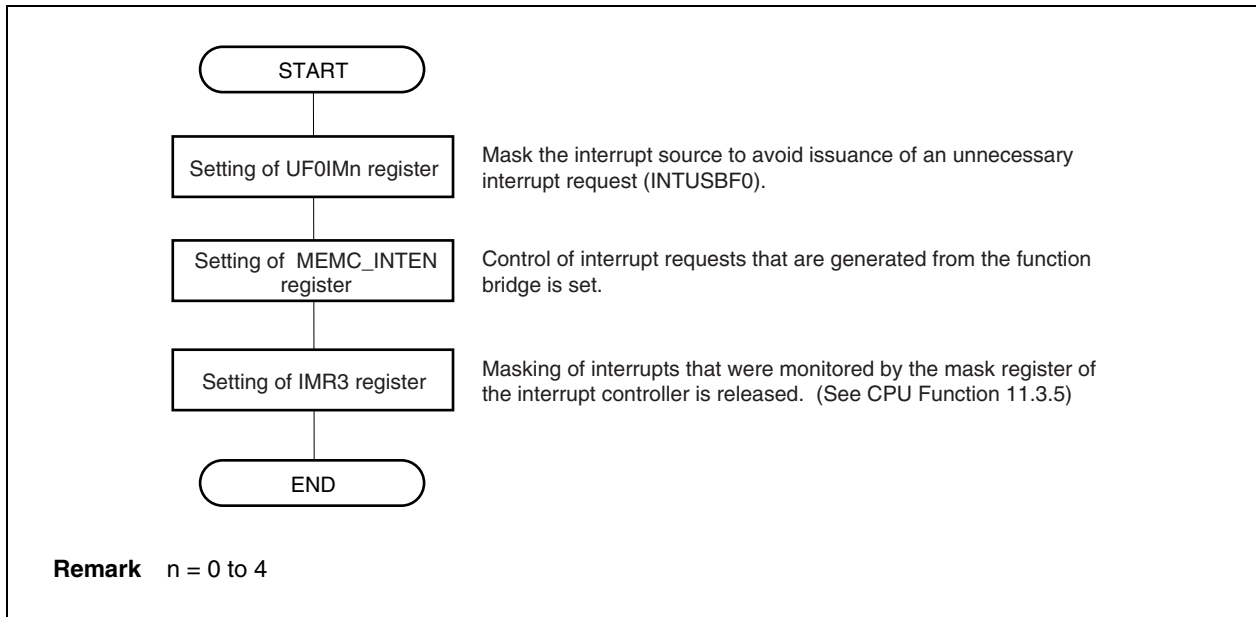 START
Setting of UF0IMn register
Mask the interrupt source to avoid issuance of an unnecessary
interrupt request (INTUSBF0).
Setting of MEMC_INTEN
register
Control of interrupt requests that are generated from the function
bridge is set.
Setting of IMR3 register
Masking of interrupts that were monitored by the mask register of
the interrupt controller is released. (See CPU Function 11.3.5)
END
Remark n = 0 to 4